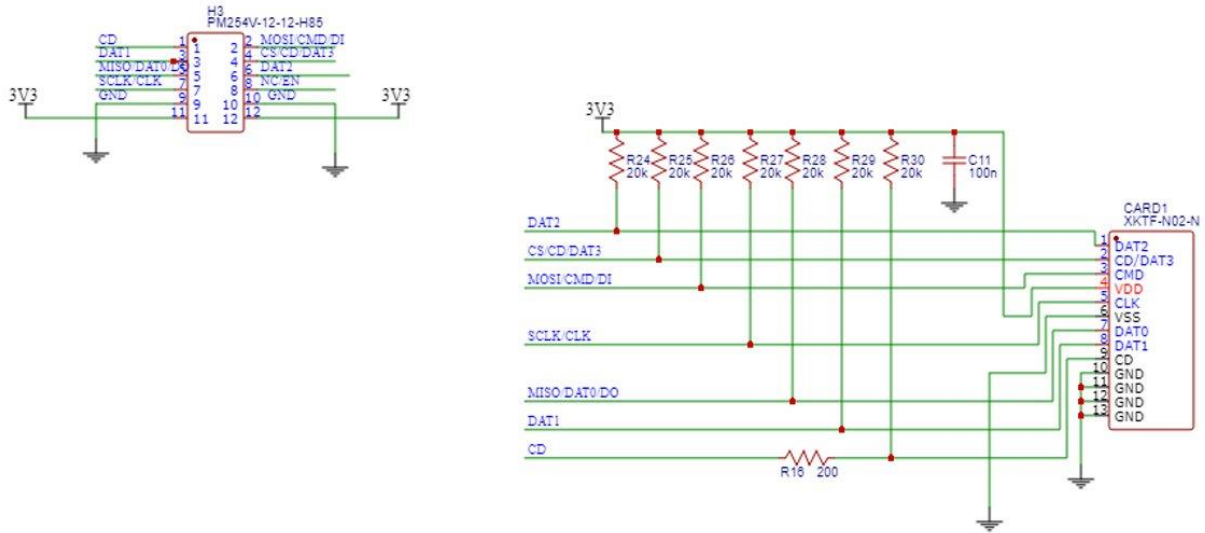 H3
PM254V-12-12-H85
CD 1 1 2 2 MOSI/CMD/DI
DAT1 3 3 4 4 CS/CD/DAT3
MISO/DAT0/DO 5 5 6 6 DAT2
SCLK/CLK 7 7 8 8 NC/EN
GND 9 9 10 10 GND
3V3 11 11 12 12 3V3
3V3
R24 R25 R26 R27 R28 R29 R30 C11
20k 20k 20k 20k 20k 20k 20k 100n
CARD1
XKTF-N02-N
DAT2 1 DAT2
CS/CD/DAT3 2 CD/DAT3
MOSI/CMD/DI 3 CMD
4 VDD
5 CLK
6 VSS
SCLK/CLK 7 DAT0
8 DAT1
9 CD
10 GND
11 GND
MISO/DAT0/DO 12 GND
13 GND
DAT1
CD
R16 200